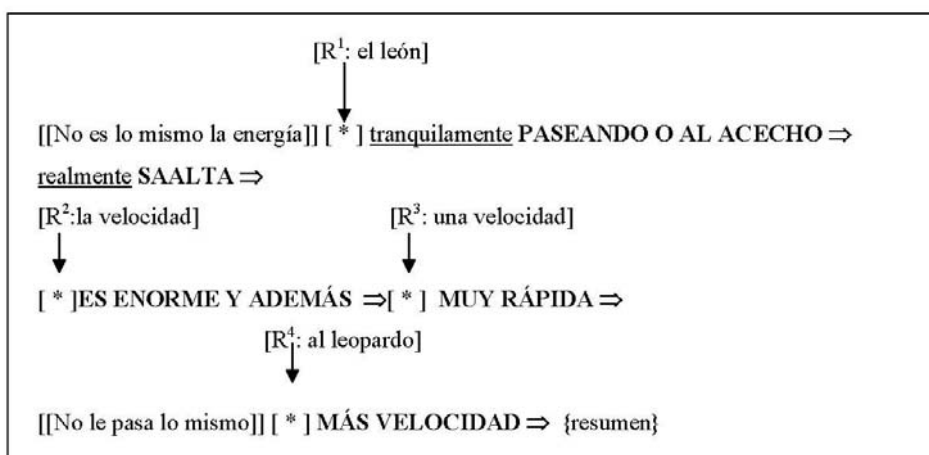 [R¹: el león]
[[No es lo mismo la energía]] [ * ] tranquilamente PASEANDO O AL ACECHO ⇒
realmente SAALTA ⇒
[R²:la velocidad] [R³: una velocidad]
[ * ]ES ENORME Y ADEMÁS ⇒[ * ] MUY RÁPIDA ⇒
[R⁴: al leopardo]
[[No le pasa lo mismo]] [ * ] MÁS VELOCIDAD ⇒ {resumen}